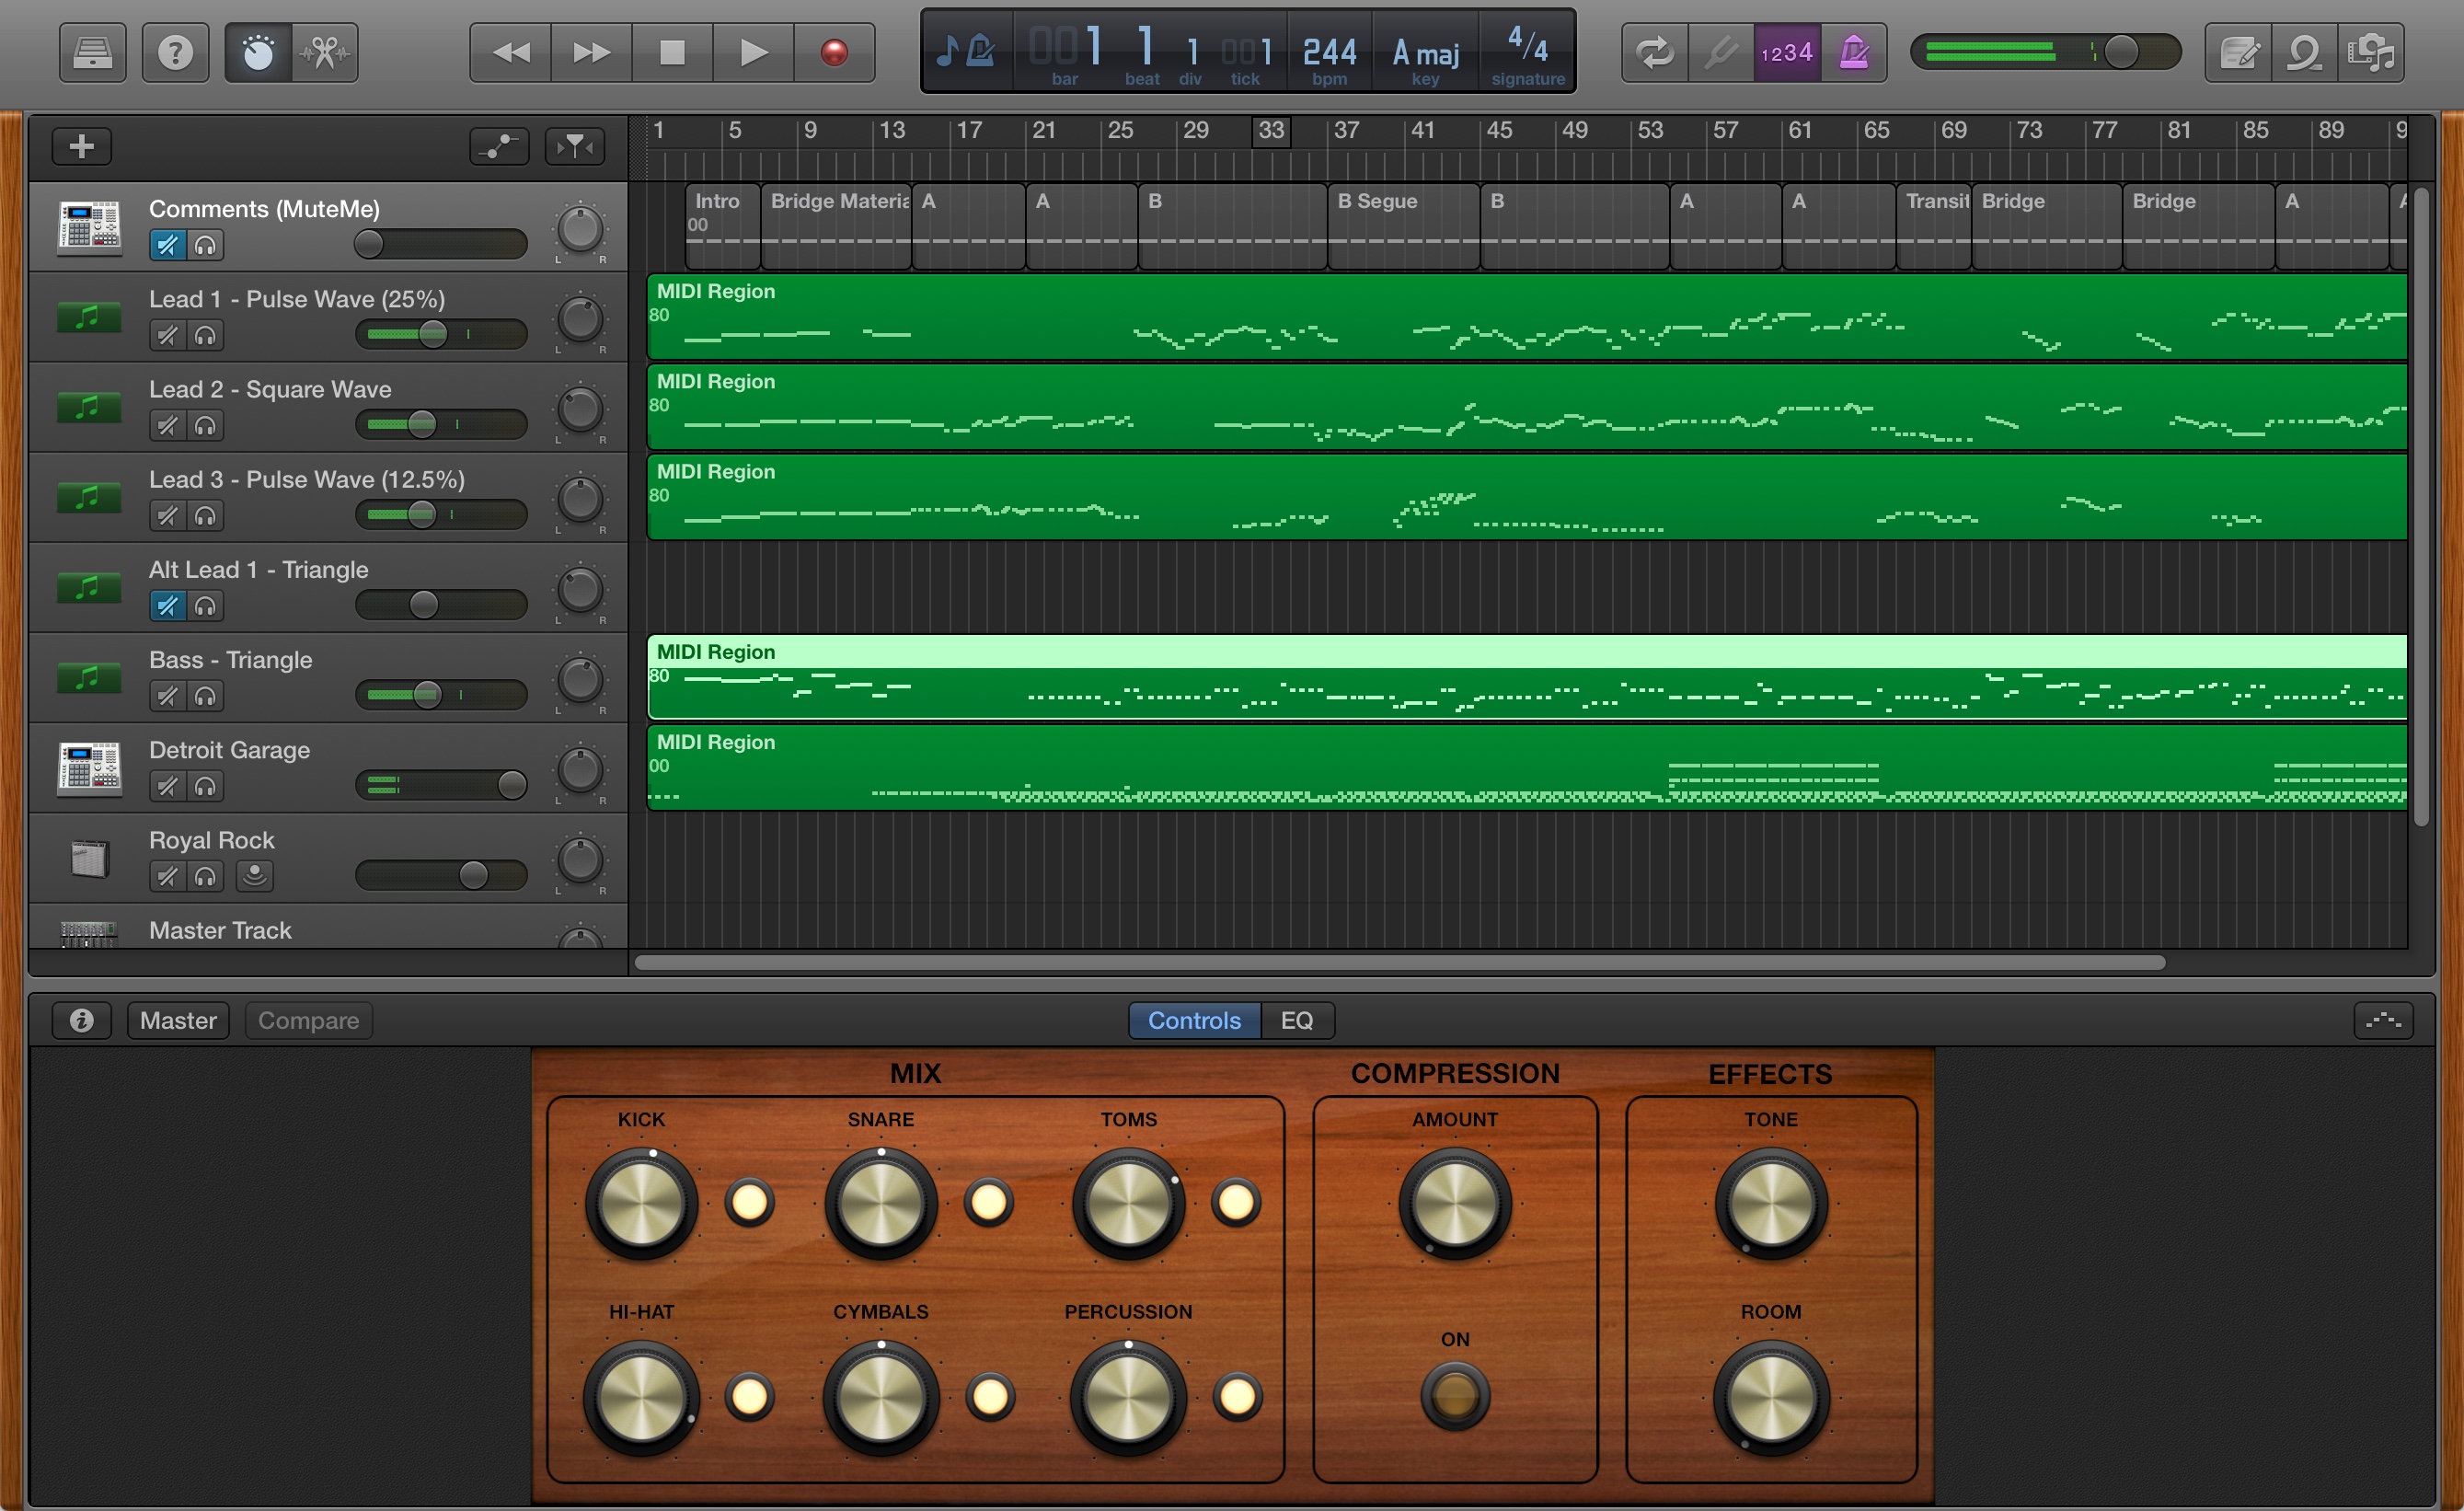 001 1 1 001 244 A maj 4/4
bar beat div tick bpm key signature
1234
1 5 9 13 17 21 25 29 33 37 41 45 49 53 57 61 65 69 73 77 81 85 89 9
Intro Bridge Materia A A B B Segue B A A Transit Bridge Bridge A A
00
Comments (MuteMe)
L R
Lead 1 - Pulse Wave (25%)
L R
MIDI Region
80
Lead 2 - Square Wave
L R
MIDI Region
80
Lead 3 - Pulse Wave (12.5%)
L R
MIDI Region
80
Alt Lead 1 - Triangle
L R
Bass - Triangle
L R
MIDI Region
80
Detroit Garage
L R
MIDI Region
00
Royal Rock
L R
Master Track
Master Compare Controls EQ
MIX COMPRESSION EFFECTS
KICK SNARE TOMS AMOUNT TONE
HI-HAT CYMBALS PERCUSSION ON ROOM